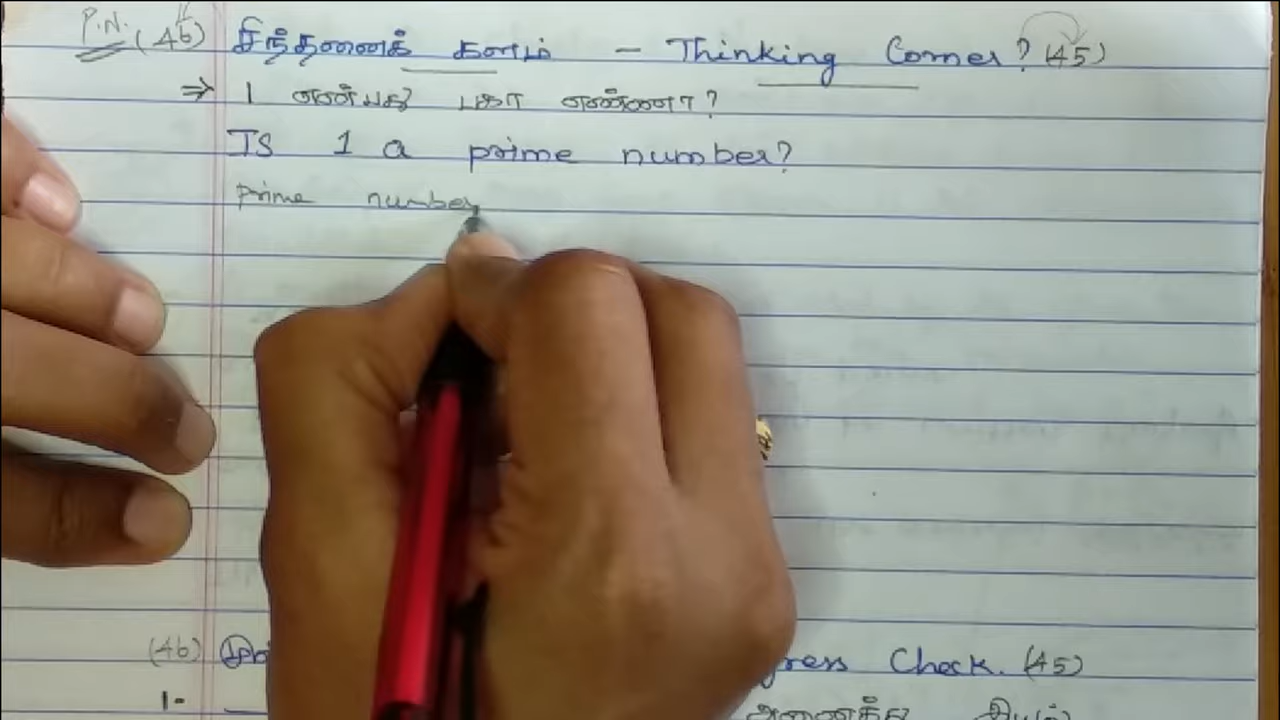 P.N. (46) சிந்தனைக் களம் - Thinking Corner? (45)
⇒ 1 என்பது பகா எண்ணா?
IS 1 a prime number?
prime number
(46) Check. (45)
1. அனைத்து